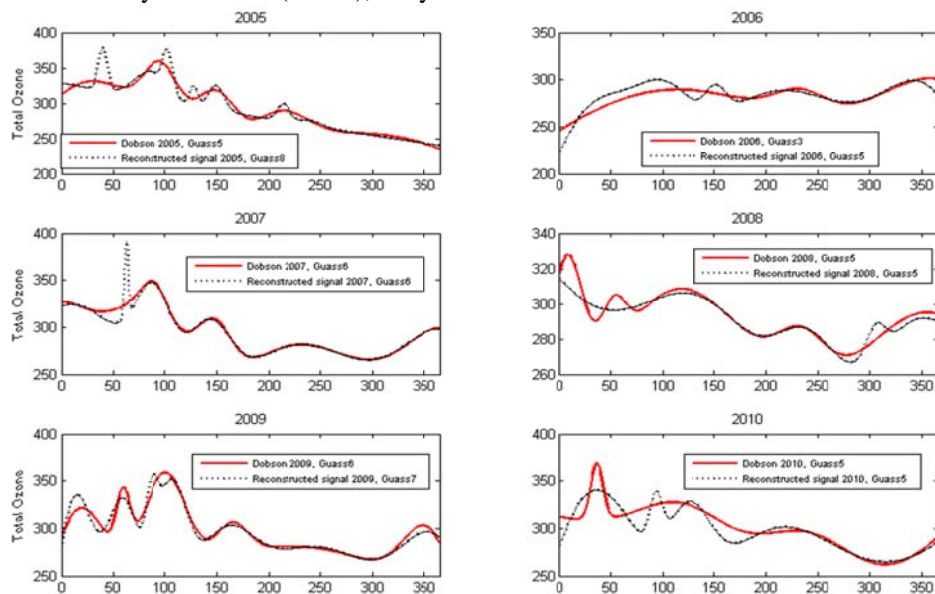 2005
400
350
300
250
200
Total Ozone
Dobson 2005, Guass5
Reconstructed signal 2005, Guass8
0 50 100 150 200 250 300 350
2006
350
300
250
200
Dobson 2006, Guass3
Reconstructed signal 2006, Guass5
0 50 100 150 200 250 300 350
2007
400
350
300
250
Total Ozone
Dobson 2007, Guass6
Reconstructed signal 2007, Guass6
0 50 100 150 200 250 300 350
2008
340
320
300
280
260
Dobson 2008, Guass5
Reconstructed signal 2008, Guass5
0 50 100 150 200 250 300 350
2009
400
350
300
250
Total Ozone
Dobson 2009, Guass6
Reconstructed signal 2009, Guass7
0 50 100 150 200 250 300 350
2010
400
350
300
250
Dobson 2010, Guass5
Reconstructed signal 2010, Guass5
0 50 100 150 200 250 300 350